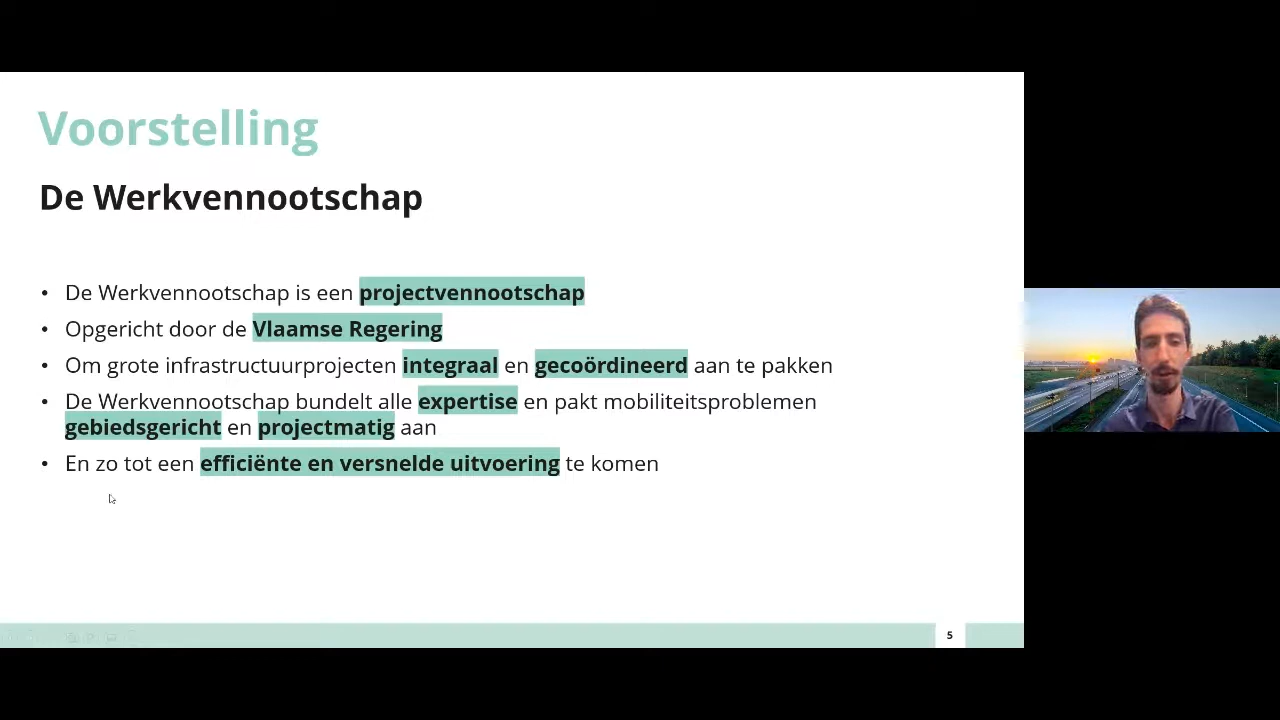 Voorstelling
De Werkvennootschap
• De Werkvennootschap is een projectvennootschap
• Opgericht door de Vlaamse Regering
• Om grote infrastructuurprojecten integraal en gecoördineerd aan te pakken
• De Werkvennootschap bundelt alle expertise en pakt mobiliteitsproblemen
gebiedsgericht en projectmatig aan
• En zo tot een efficiënte en versnelde uitvoering te komen
5